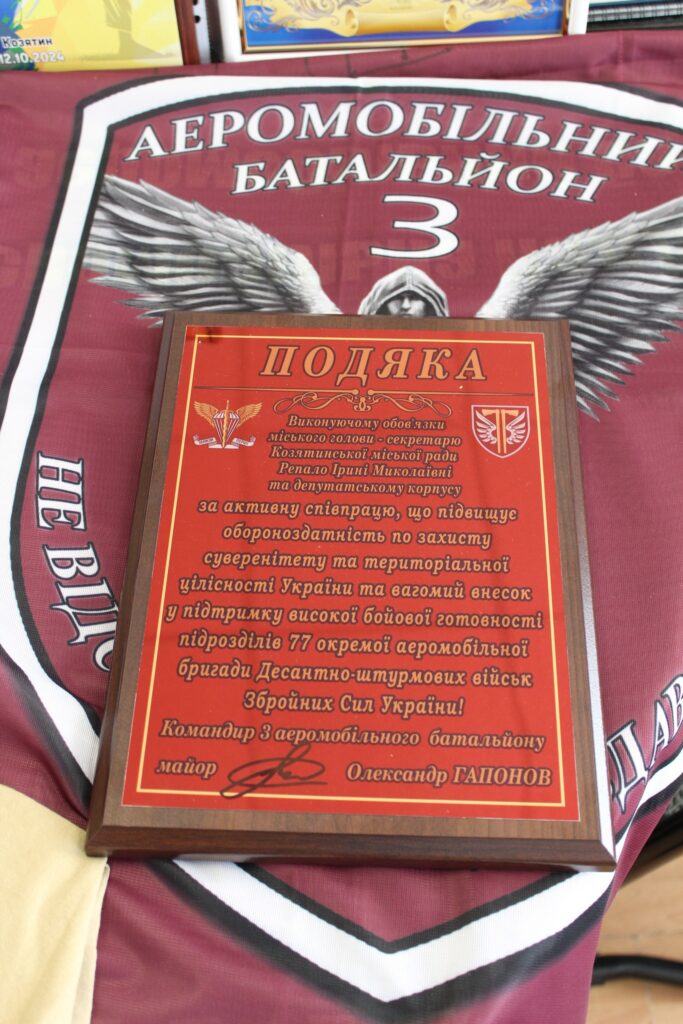 Козятин
12.10.2024
АЕРОМОБІЛЬНИЙ
БАТАЛЬЙОН
3
НЕ ВІДС
ДАВ
ПОДЯКА
Виконуючому обов'язки
міського голови - секретарю
Козятинської міської ради
Репало Ірині Миколаївні
та депутатському корпусу
за активну співпрацю, що підвищує
обороноздатність по захисту
суверенітету та територіальної
цілісності України та вагомий внесок
у підтримку високої бойової готовності
підрозділів 77 окремої аеромобільної
бригади Десантно-штурмових військ
Збройних Сил України!
Командир 3 аеромобільного батальйону
майор Олександр ГАПОНОВ